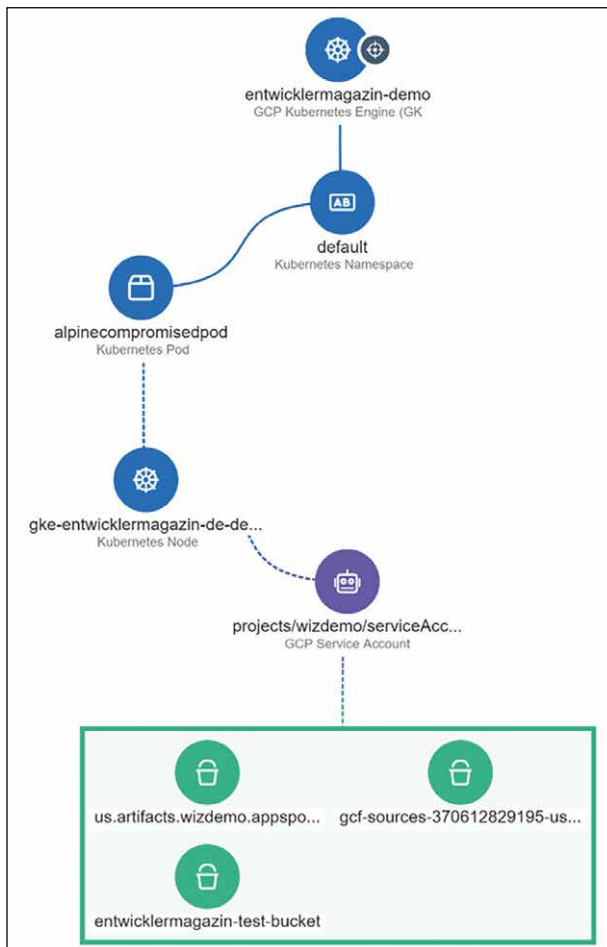 entwicklermagazin-demo
GCP Kubernetes Engine (GK
AB
default
Kubernetes Namespace
alpinecompromisedpod
Kubernetes Pod
gke-entwicklermagazin-de-de...
Kubernetes Node
projects/wizdemo/serviceAcc...
GCP Service Account
us.artifacts.wizdemo.appspo...
gcf-sources-370612829195-us...
entwicklermagazin-test-bucket